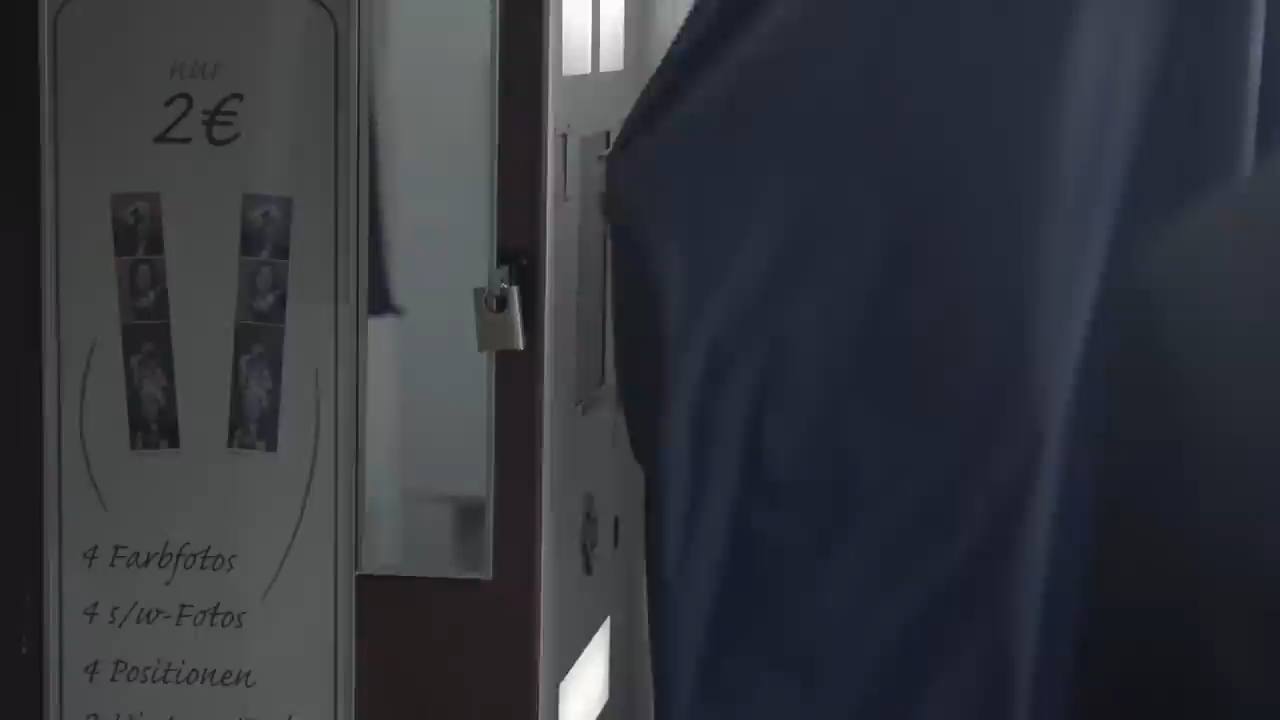 nur
2€
4 Farbfotos
4 s/w-Fotos
4 Positionen